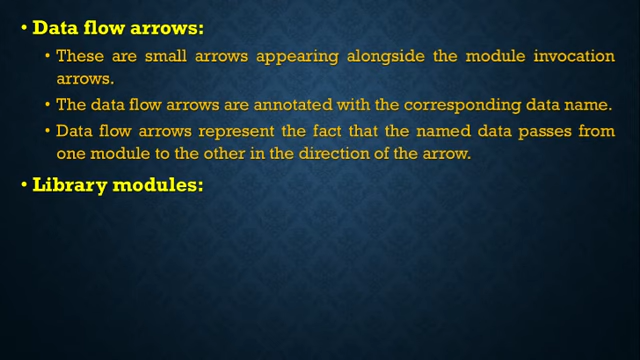 • Data flow arrows:
• These are small arrows appearing alongside the module invocation
arrows.
• The data flow arrows are annotated with the corresponding data name.
• Data flow arrows represent the fact that the named data passes from
one module to the other in the direction of the arrow.
• Library modules: